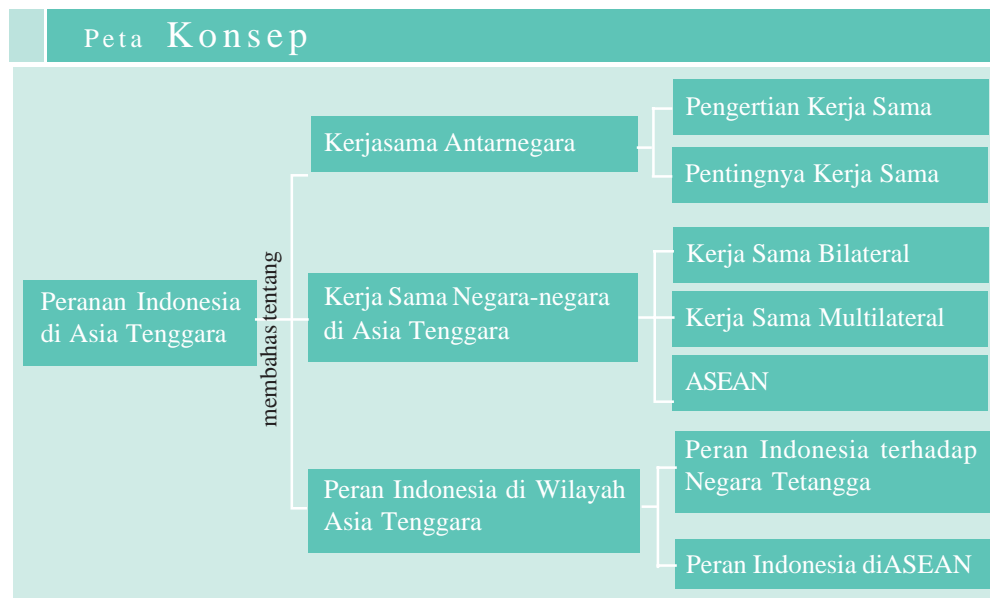 Peta Konsep
Peranan Indonesia
di Asia Tenggara
membahas tentang
Kerjasama Antarnegara
Pengertian Kerja Sama
Pentingnya Kerja Sama
Kerja Sama Negara-negara
di Asia Tenggara
Kerja Sama Bilateral
Kerja Sama Multilateral
ASEAN
Peran Indonesia di Wilayah
Asia Tenggara
Peran Indonesia terhadap
Negara Tetangga
Peran Indonesia diASEAN